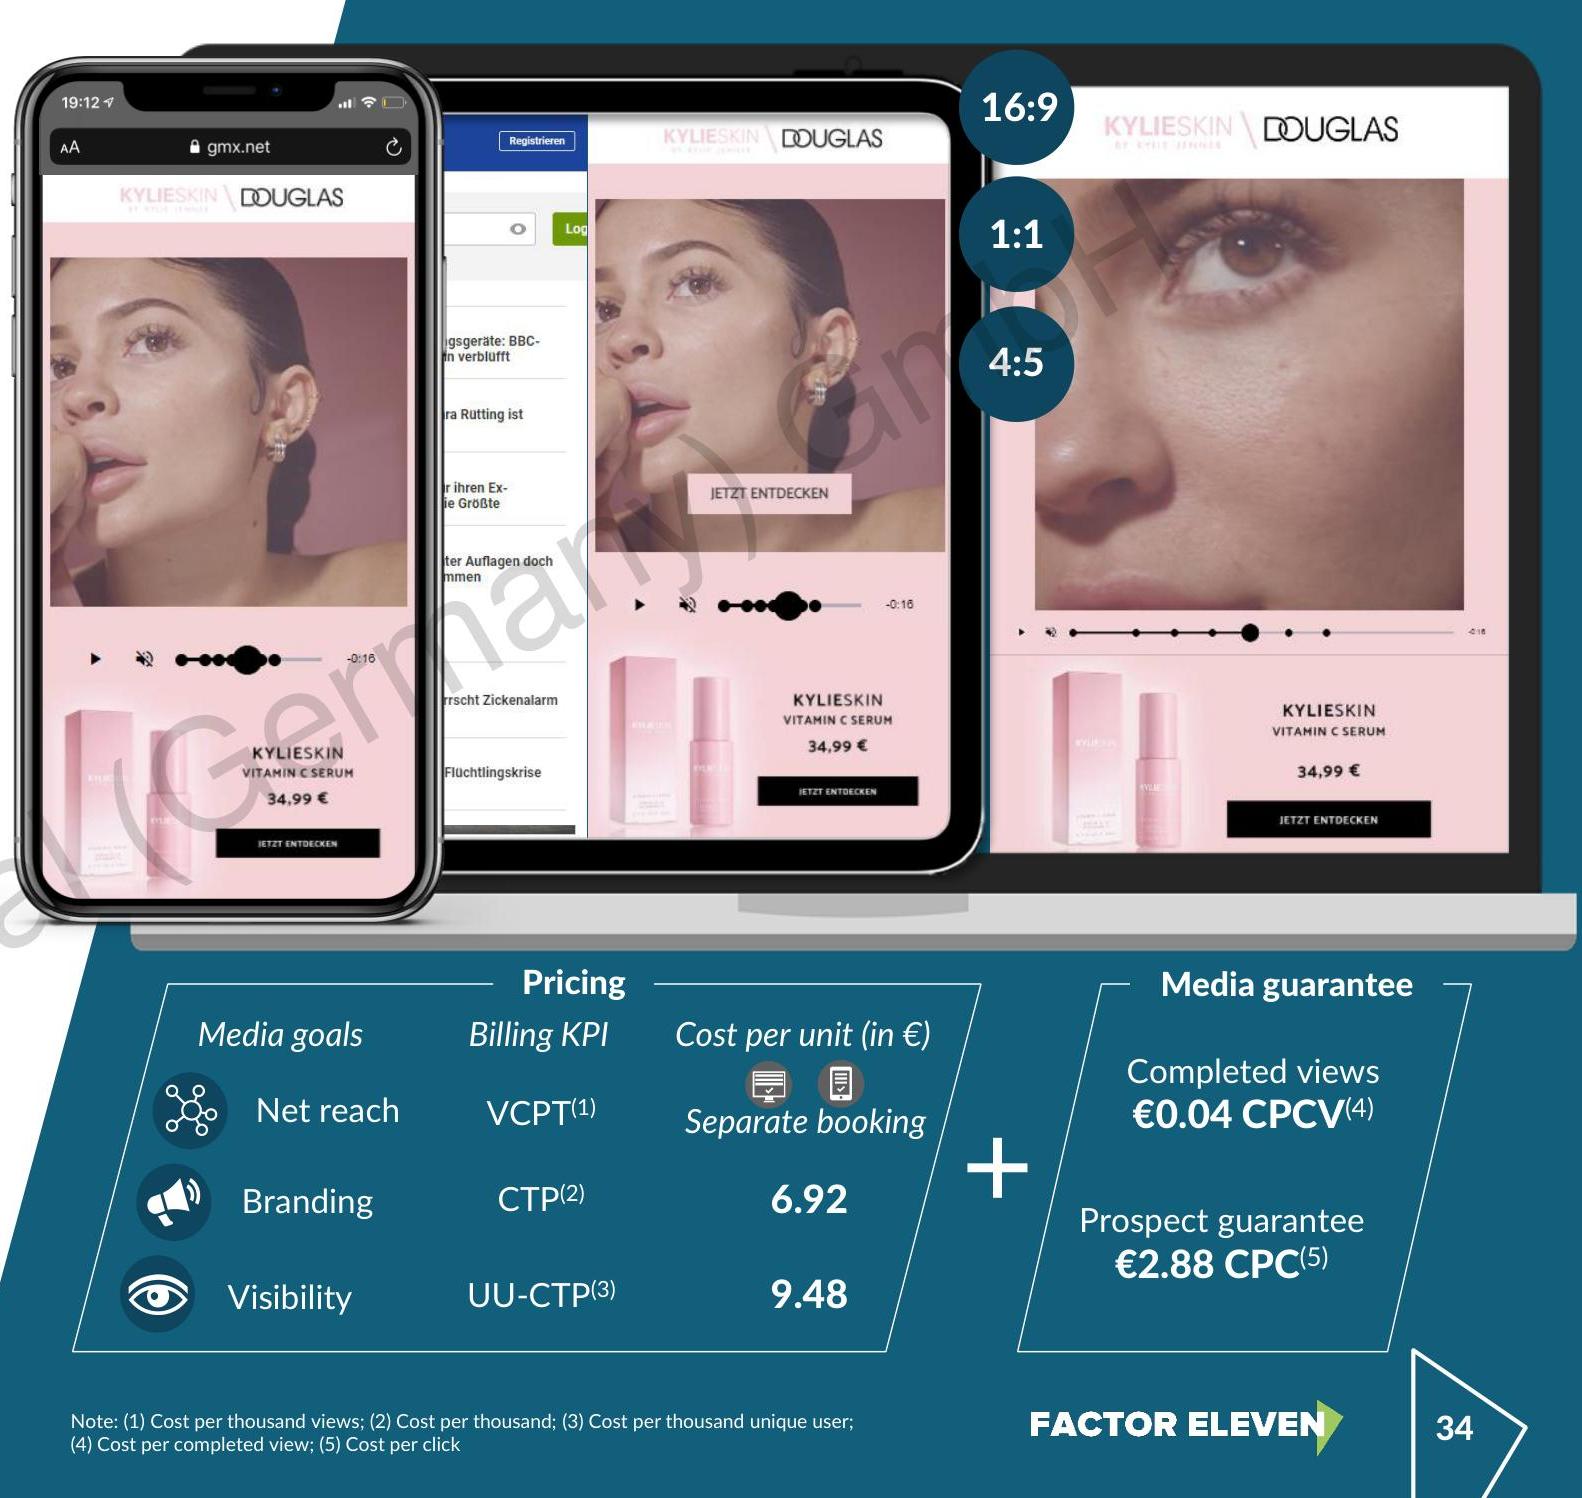 19:12
AA
gmx.net
KYLIESKIN \ DOUGLAS
BY KYLIE JENNER
-0:16
KYLIESKIN
VITAMIN C SERUM
34,99 €
JETZT ENTDECKEN
Registrieren
Log
ngsgeräte: BBC-
n verblüfft
ra Rütting ist
r ihren Ex-
ie Größte
ter Auflagen doch
mmen
rrscht Zickenalarm
Flüchtlingskrise
KYLIESKIN \ DOUGLAS
JETZT ENTDECKEN
-0:16
KYLIESKIN
VITAMIN C SERUM
34,99 €
JETZT ENTDECKEN
16:9
1:1
4:5
KYLIESKIN \ DOUGLAS
BY KYLIE JENNER
-0:16
KYLIESKIN
VITAMIN C SERUM
34,99 €
JETZT ENTDECKEN
al (Germany) GmbH
Pricing
Media goals Billing KPI Cost per unit (in €)
Separate booking
Net reach VCPT(1)
Branding CTP(2) 6.92
Visibility UU-CTP(3) 9.48
+
Media guarantee
Completed views
€0.04 CPCV(4)
Prospect guarantee
€2.88 CPC(5)
Note: (1) Cost per thousand views; (2) Cost per thousand; (3) Cost per thousand unique user;
(4) Cost per completed view; (5) Cost per click
FACTOR ELEVEN
34